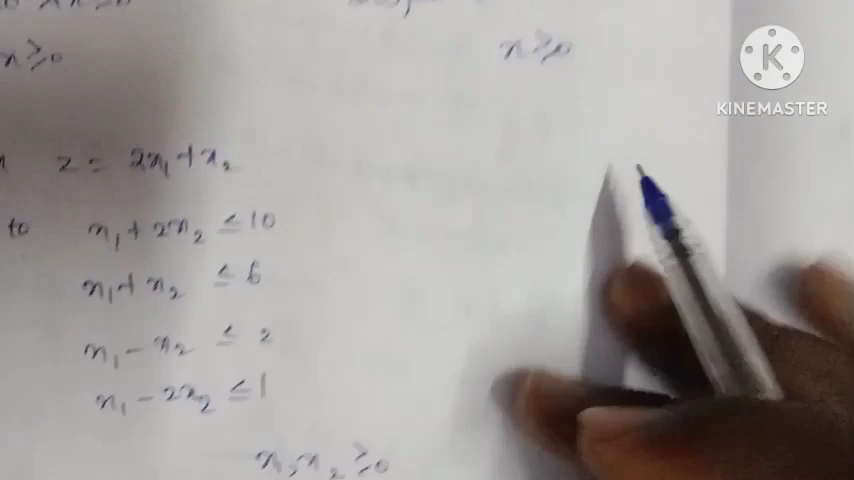 x ≥ 0
x ≥ 0
KINEMASTER
z = 2x₁ + x₂
to x₁ + 2x₂ ≤ 10
x₁ + x₂ ≤ 6
x₁ - x₂ ≤ 2
x₁ - 2x₂ ≤ 1
x₁, x₂ ≥ 0